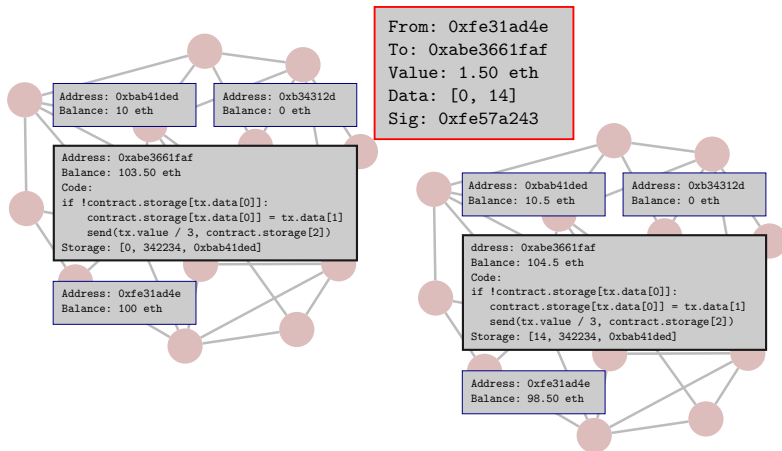 From: 0xfe31ad4e
To: 0xabe3661faf
Value: 1.50 eth
Data: [0, 14]
Sig: 0xfe57a243
Address: 0xbab41ded
Balance: 10 eth
Address: 0xb34312d
Balance: 0 eth
Address: 0xabe3661faf
Balance: 103.50 eth
Code:
if !contract.storage[tx.data[0]]:
contract.storage[tx.data[0]] = tx.data[1]
send(tx.value / 3, contract.storage[2])
Storage: [0, 342234, 0xbab41ded]
Address: 0xfe31ad4e
Balance: 100 eth
Address: 0xbab41ded
Balance: 10.5 eth
Address: 0xb34312d
Balance: 0 eth
ddress: 0xabe3661faf
Balance: 104.5 eth
Code:
if !contract.storage[tx.data[0]]:
contract.storage[tx.data[0]] = tx.data[1]
send(tx.value / 3, contract.storage[2])
Storage: [14, 342234, 0xbab41ded]
Address: 0xfe31ad4e
Balance: 98.50 eth